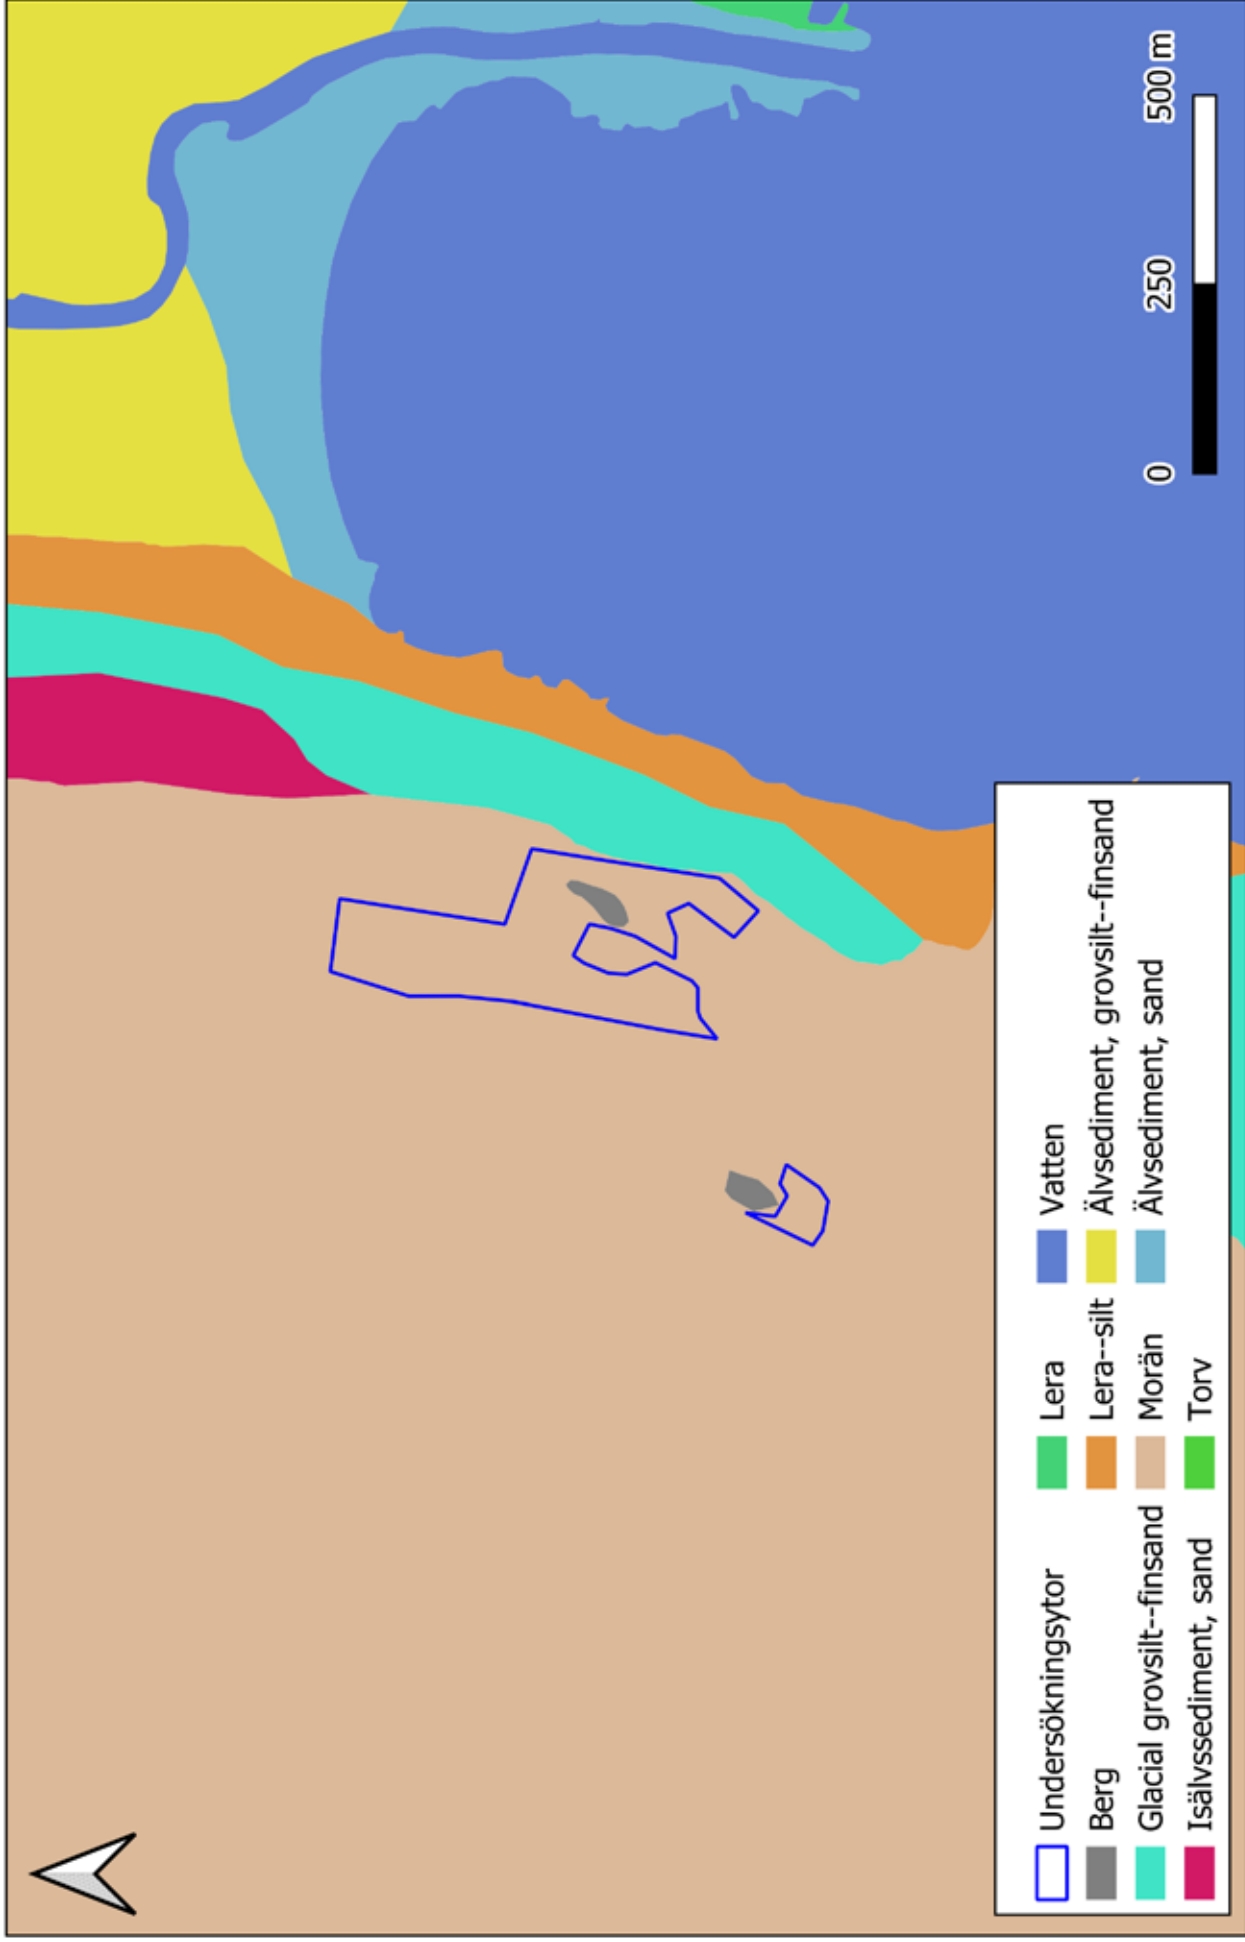 0 250 500 m
Undersökningsytor
Berg
Glacial grovsilt--finsand
Isälvssediment, sand
Lera
Lera--silt
Morän
Torv
Vatten
Älvsediment, grovsilt--finsand
Älvsediment, sand